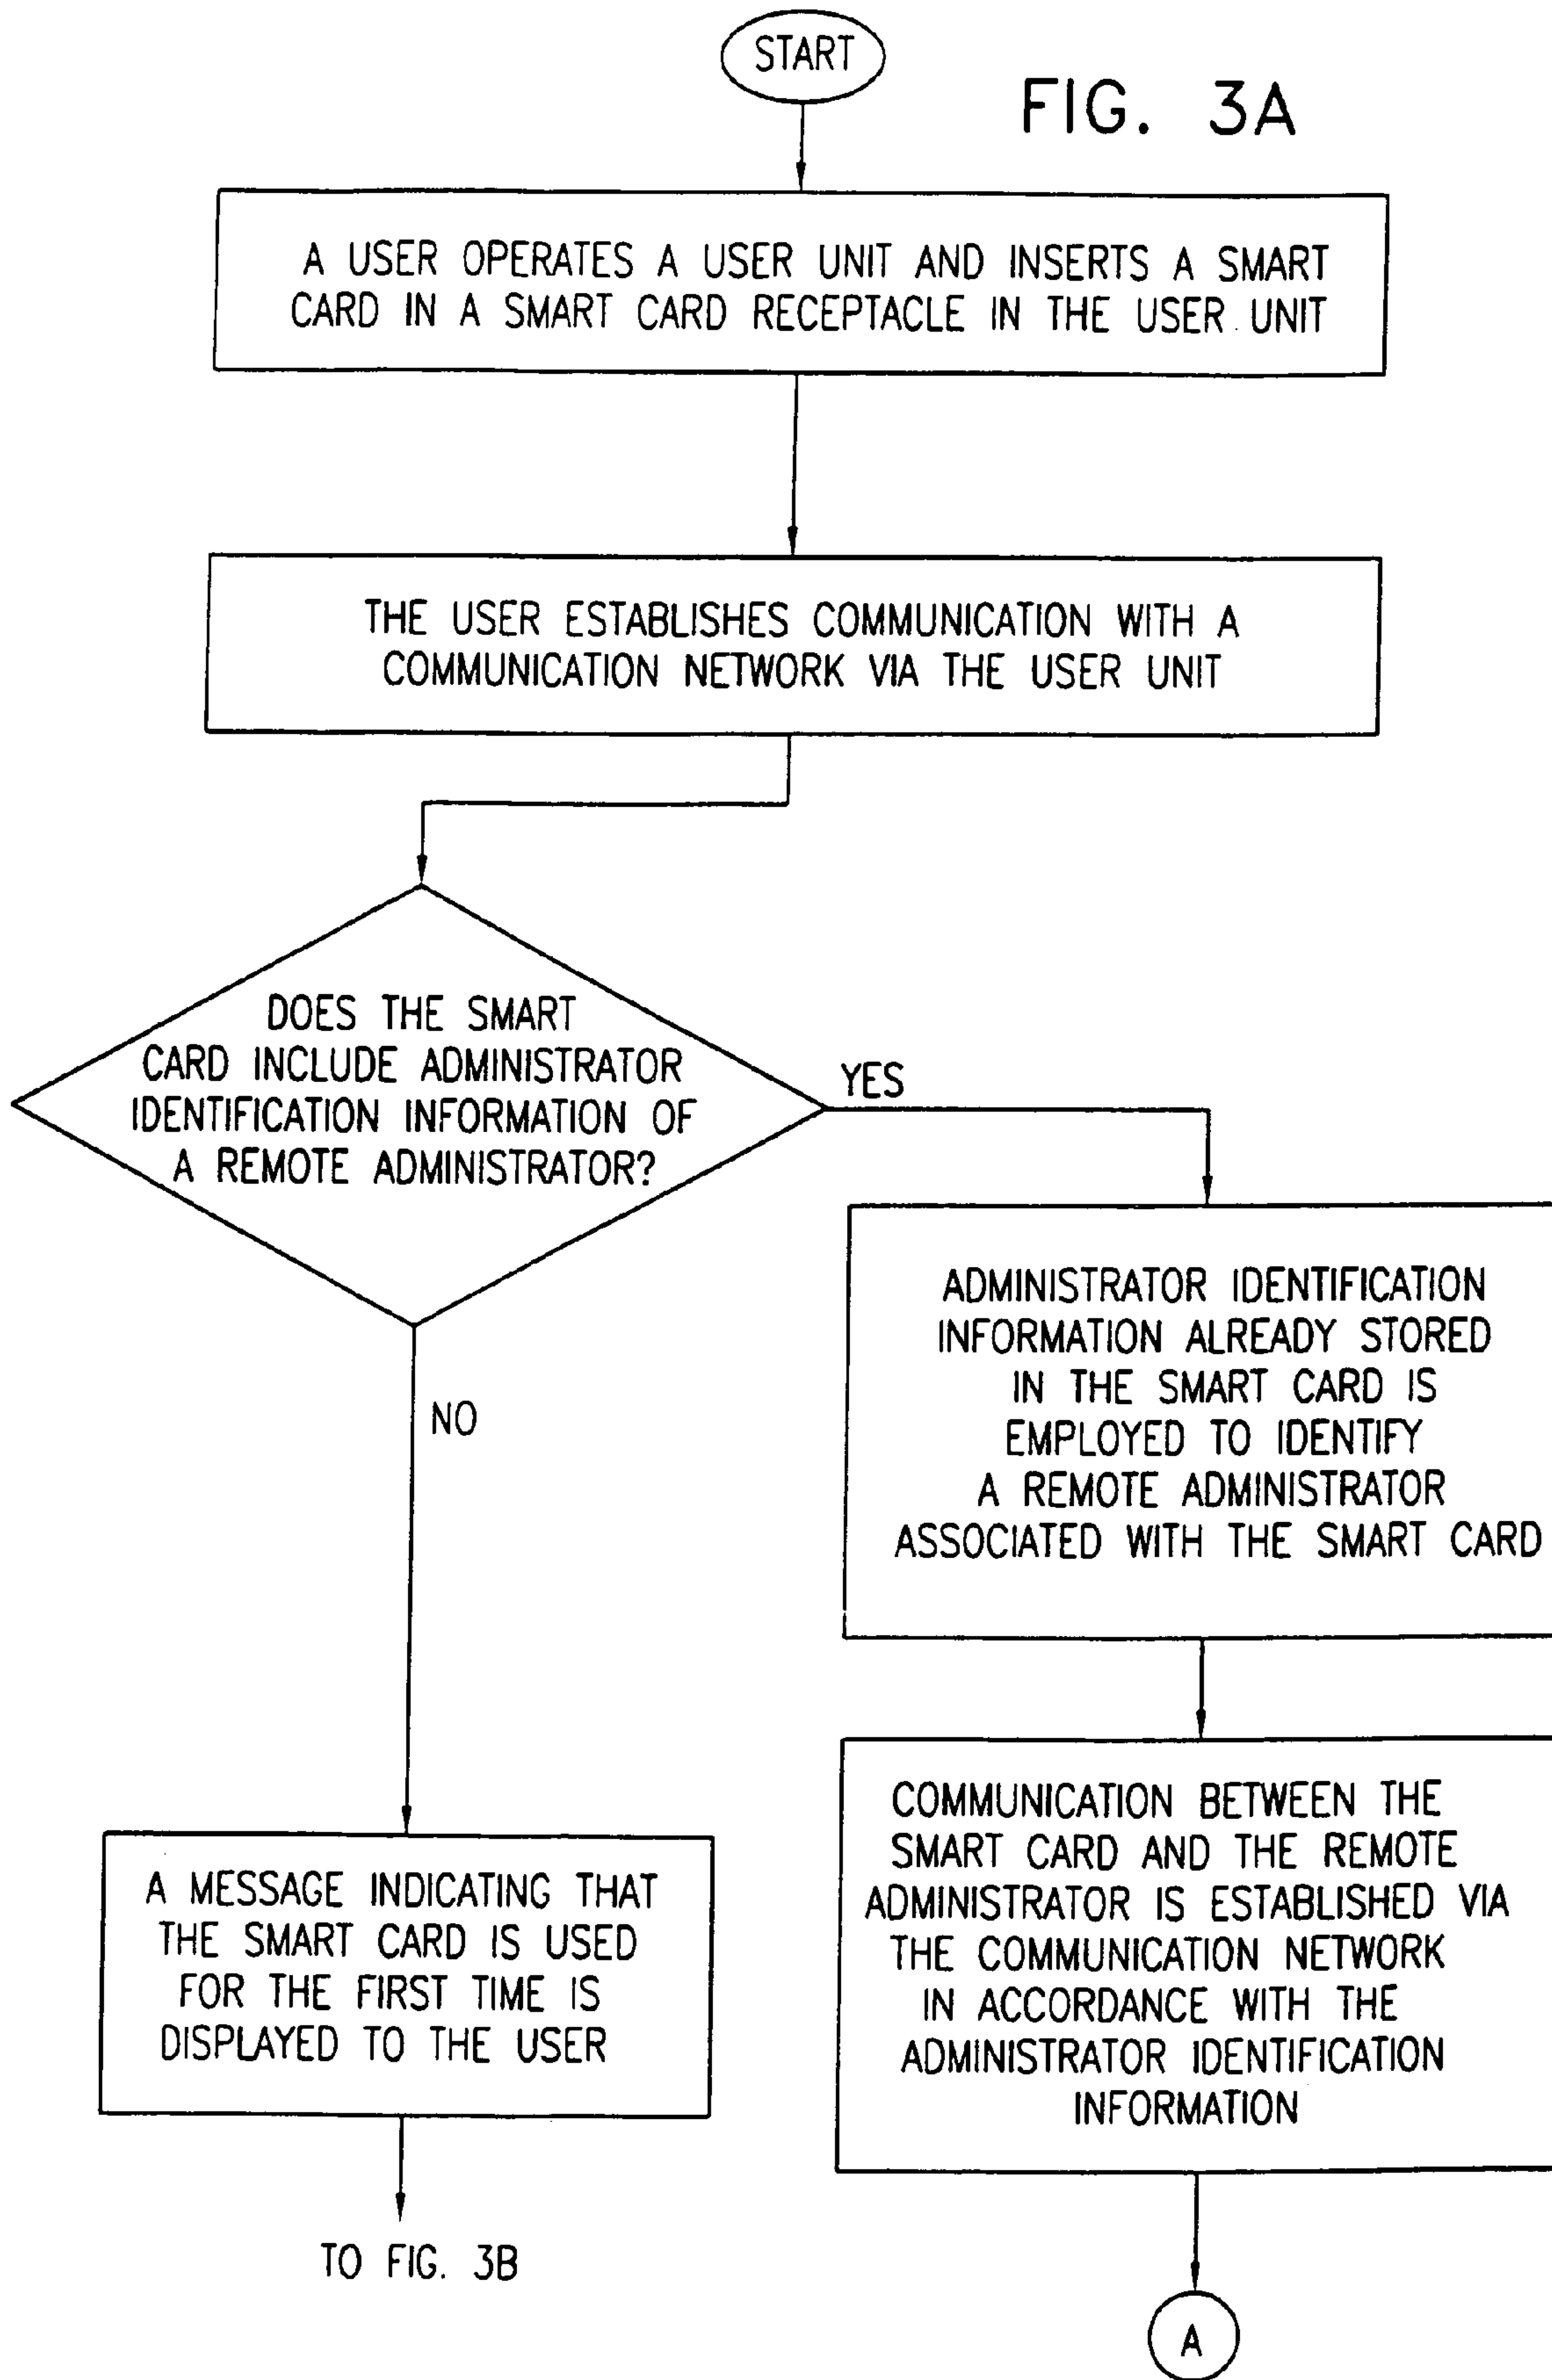 START
FIG. 3A
A USER OPERATES A USER UNIT AND INSERTS A SMART
CARD IN A SMART CARD RECEPTACLE IN THE USER UNIT
THE USER ESTABLISHES COMMUNICATION WITH A
COMMUNICATION NETWORK VIA THE USER UNIT
DOES THE SMART
CARD INCLUDE ADMINISTRATOR
IDENTIFICATION INFORMATION OF
A REMOTE ADMINISTRATOR?
YES
ADMINISTRATOR IDENTIFICATION
INFORMATION ALREADY STORED
IN THE SMART CARD IS
EMPLOYED TO IDENTIFY
A REMOTE ADMINISTRATOR
ASSOCIATED WITH THE SMART CARD
NO
COMMUNICATION BETWEEN THE
SMART CARD AND THE REMOTE
ADMINISTRATOR IS ESTABLISHED VIA
THE COMMUNICATION NETWORK
IN ACCORDANCE WITH THE
ADMINISTRATOR IDENTIFICATION
INFORMATION
A MESSAGE INDICATING THAT
THE SMART CARD IS USED
FOR THE FIRST TIME IS
DISPLAYED TO THE USER
TO FIG. 3B
A